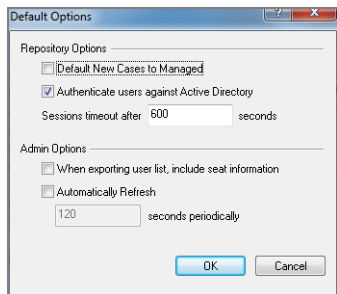 Default Options
Repository Options
Default New Cases to Managed
Authenticate users against Active Directory
Sessions timeout after 600 seconds
Admin Options
When exporting user list, include seat information
Automatically Refresh
120 seconds periodically
OK Cancel